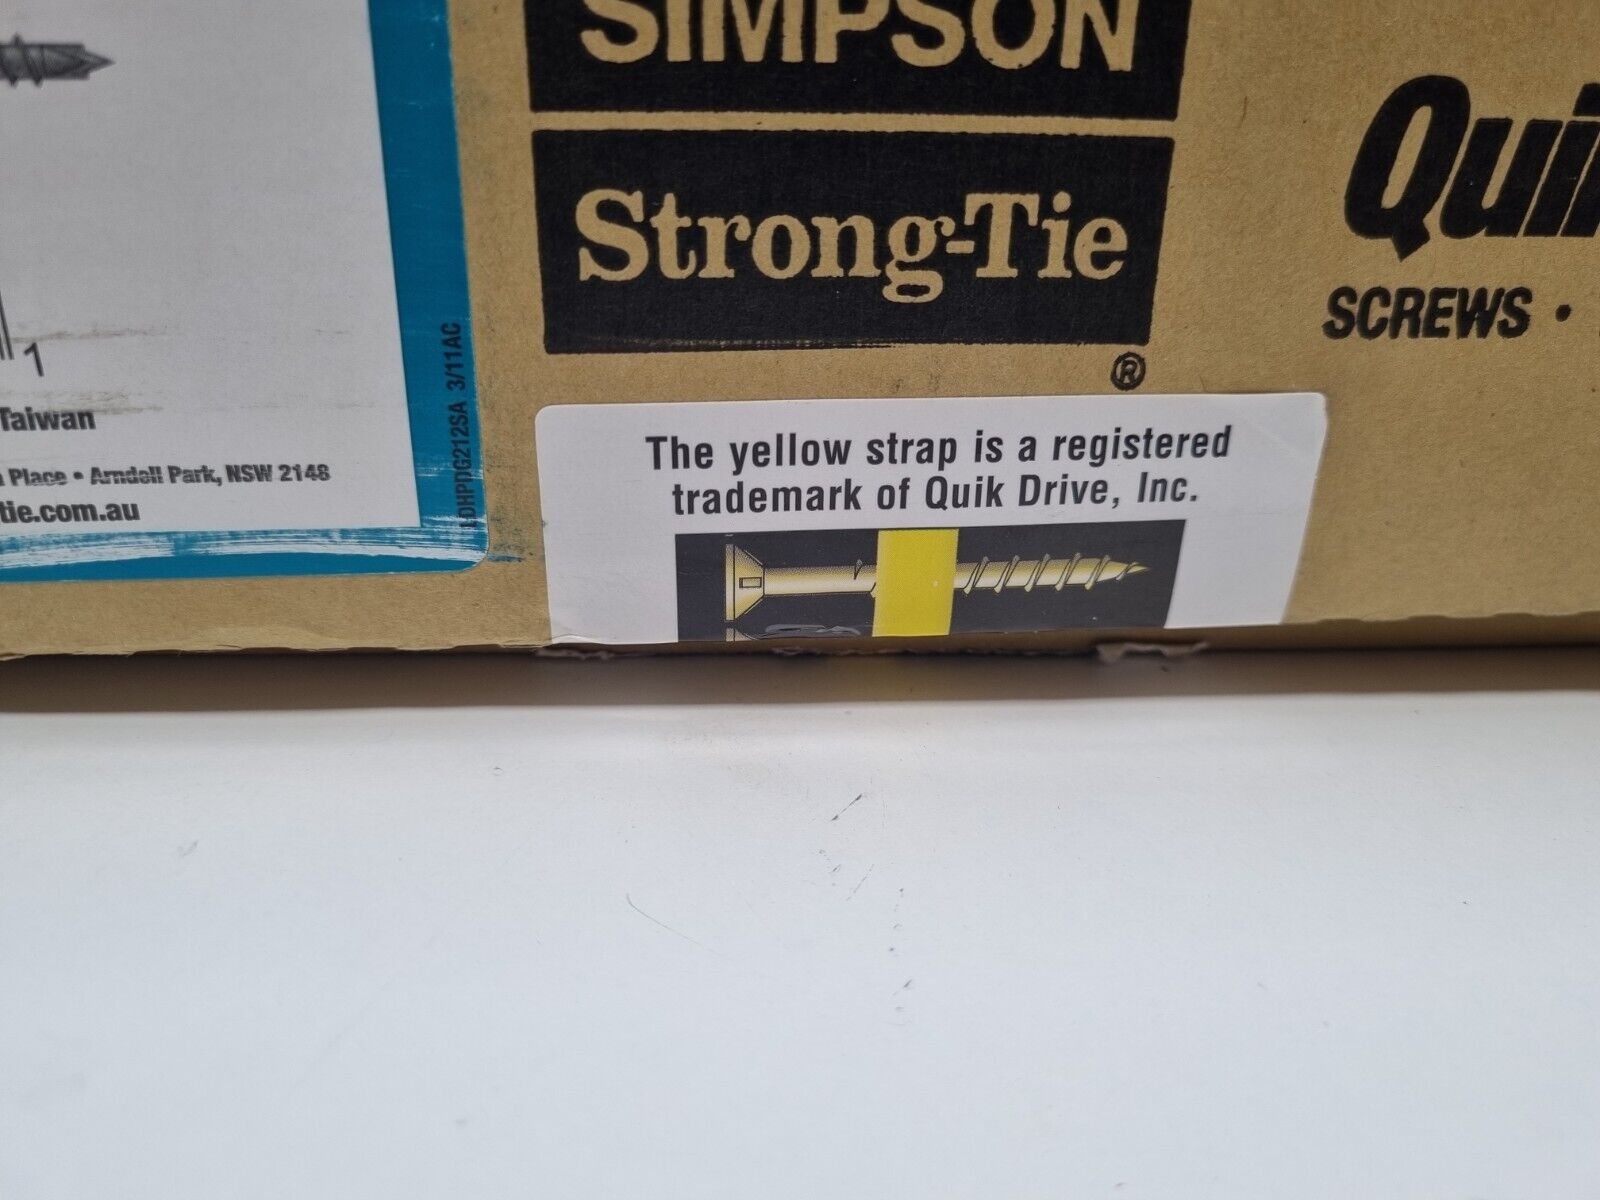 SIMPSON
Strong-Tie
®
Qui
SCREWS •
1
Taiwan
Place • Arndell Park, NSW 2148
tie.com.au
3/11AC
The yellow strap is a registered
trademark of Quik Drive, Inc.